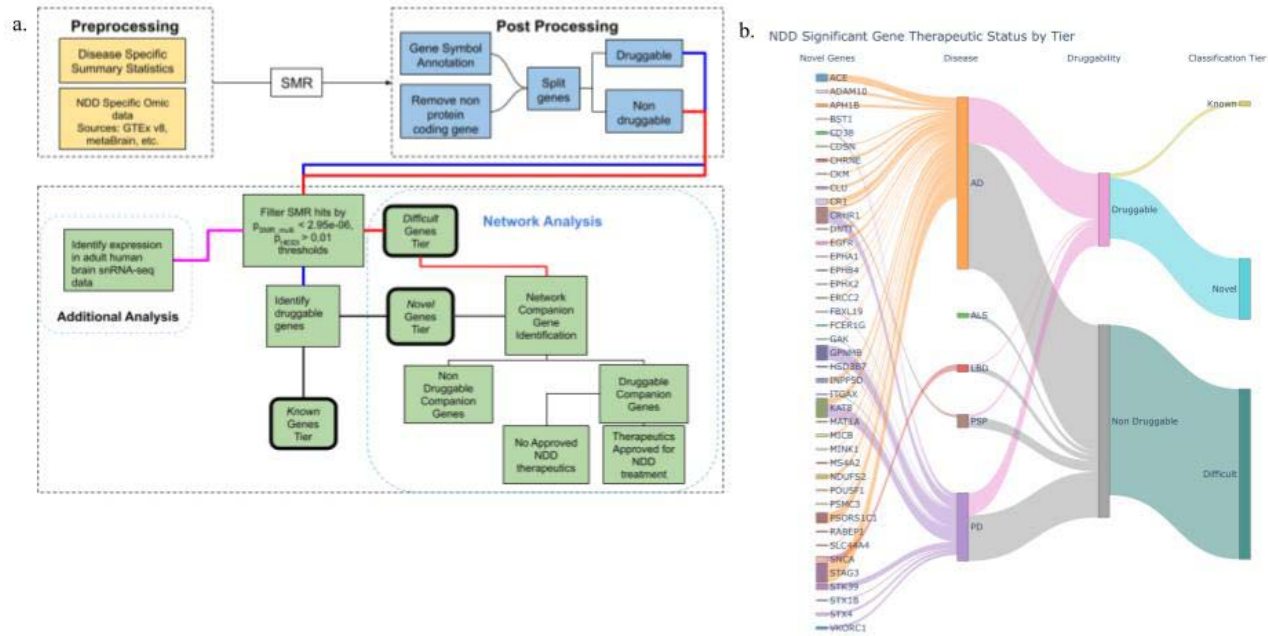 a.
Preprocessing
Disease Specific
Summary Statistics
NDD Specific Omic
data
Sources: GTEx v8,
metaBrain, etc.
SMR
Post Processing
Gene Symbol
Annotation
Remove non
protein
coding gene
Split
genes
Druggable
Non
druggable
Filter SMR hits by
pSMR_multi < 2.95e-06,
pHEIDI > 0.01
thresholds
Identify expression
in adult human
brain snRNA-seq
data
Additional Analysis
Identify
druggable
genes
Known
Genes
Tier
Difficult
Genes
Tier
Novel
Genes
Tier
Network Analysis
Network
Companion
Gene
Identification
Non
Druggable
Companion
Genes
Druggable
Companion
Genes
No Approved
NDD
therapeutics
Therapeutics
Approved for
NDD
treatment
b.
NDD Significant Gene Therapeutic Status by Tier
Novel Genes Disease Druggability Classification Tier
ACE
ADAM10
APH1B
BST1
CD38
CDSN
CHRNE
CKM
CLU
CR1
CRHR1
DNTT
EGFR
EPHA1
EPHB4
EPHX2
ERCC2
FBXL19
FCER1G
GAK
GPNMB
HSD3B7
INPP5D
ITGAX
KAT8
MAT1A
MICB
MINK1
MS4A2
NDUFS2
POU5F1
PSMC3
PSORS1C1
RABEP1
SLC44A4
SNCA
STAG3
STK39
STX1B
STX4
VKORC1
AD
ALS
LBD
PSP
PD
Druggable
Non Druggable
Known
Novel
Difficult